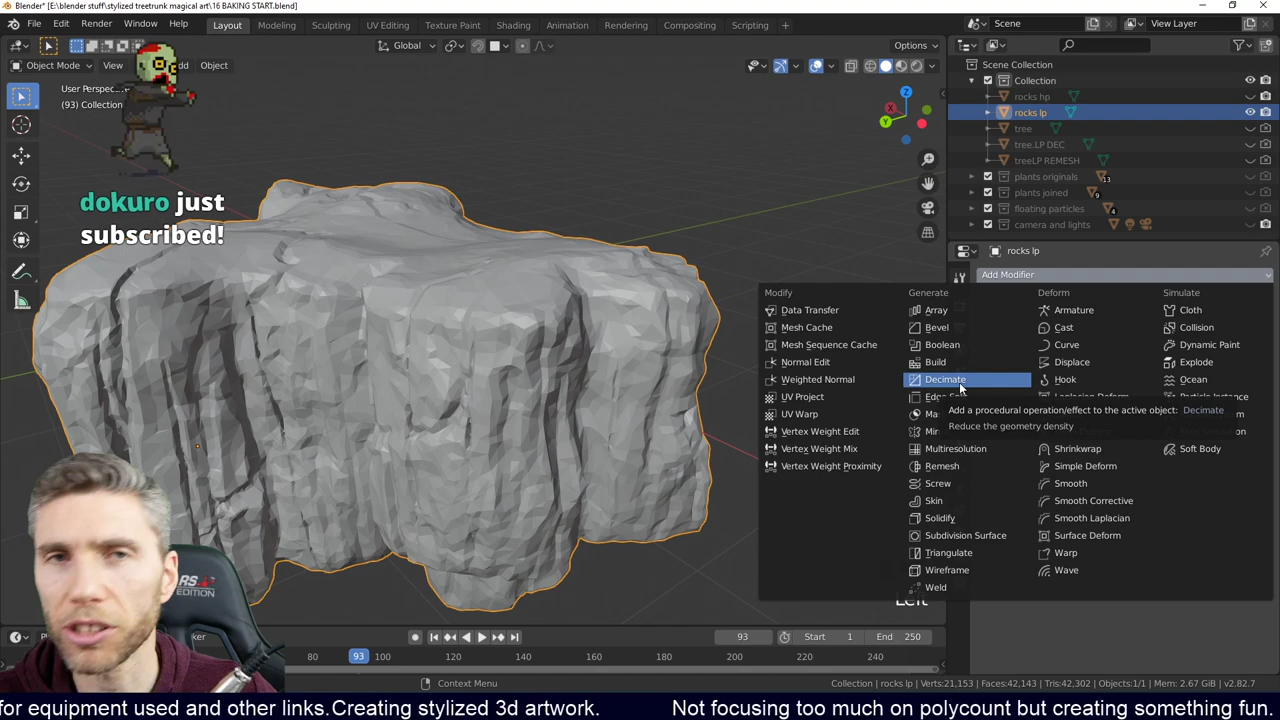 Blender* [E:\blender stuff\stylized treetrunk magical art\16 BAKING START.blend]
File Edit Render Window Help Layout Modeling Sculpting UV Editing Texture Paint Shading Animation Rendering Compositing Scripting + Scene View Layer
Global Options
Object Mode View Object
User Perspe
(93) Collection
dokuro just
subscribed!
Scene Collection
Collection
rocks hp
rocks lp
tree
tree.LP DEC
treeLP REMESH
plants originals 13
plants joined 9
floating particles 4
camera and lights
rocks lp
Add Modifier
Modify Generate Deform Simulate
Data Transfer Array Armature Cloth
Mesh Cache Bevel Cast Collision
Mesh Sequence Cache Boolean Curve Dynamic Paint
Normal Edit Build Displace Explode
Weighted Normal Decimate Hook Ocean
UV Project
UV Warp
Add a procedural operation/effect to the active object: Decimate
Reduce the geometry density
Vertex Weight Edit
Vertex Weight Mix Multiresolution Shrinkwrap Soft Body
Vertex Weight Proximity Remesh Simple Deform
Screw Smooth
Skin Smooth Corrective
Solidify Smooth Laplacian
Subdivision Surface Surface Deform
Triangulate Warp
Wireframe Wave
Weld
Left
RS
EDITION
93 Start 1 End 250
80 93 100 120 140 160 180 200 220 240
Context Menu Collection | rocks lp | Verts:21,153 | Faces:42,143 | Tris:42,302 | Objects:1/1 | Mem: 2.67 GiB | v2.82.7
for equipment used and other links.Creating stylized 3d artwork. Not focusing too much on polycount but creating something fun.